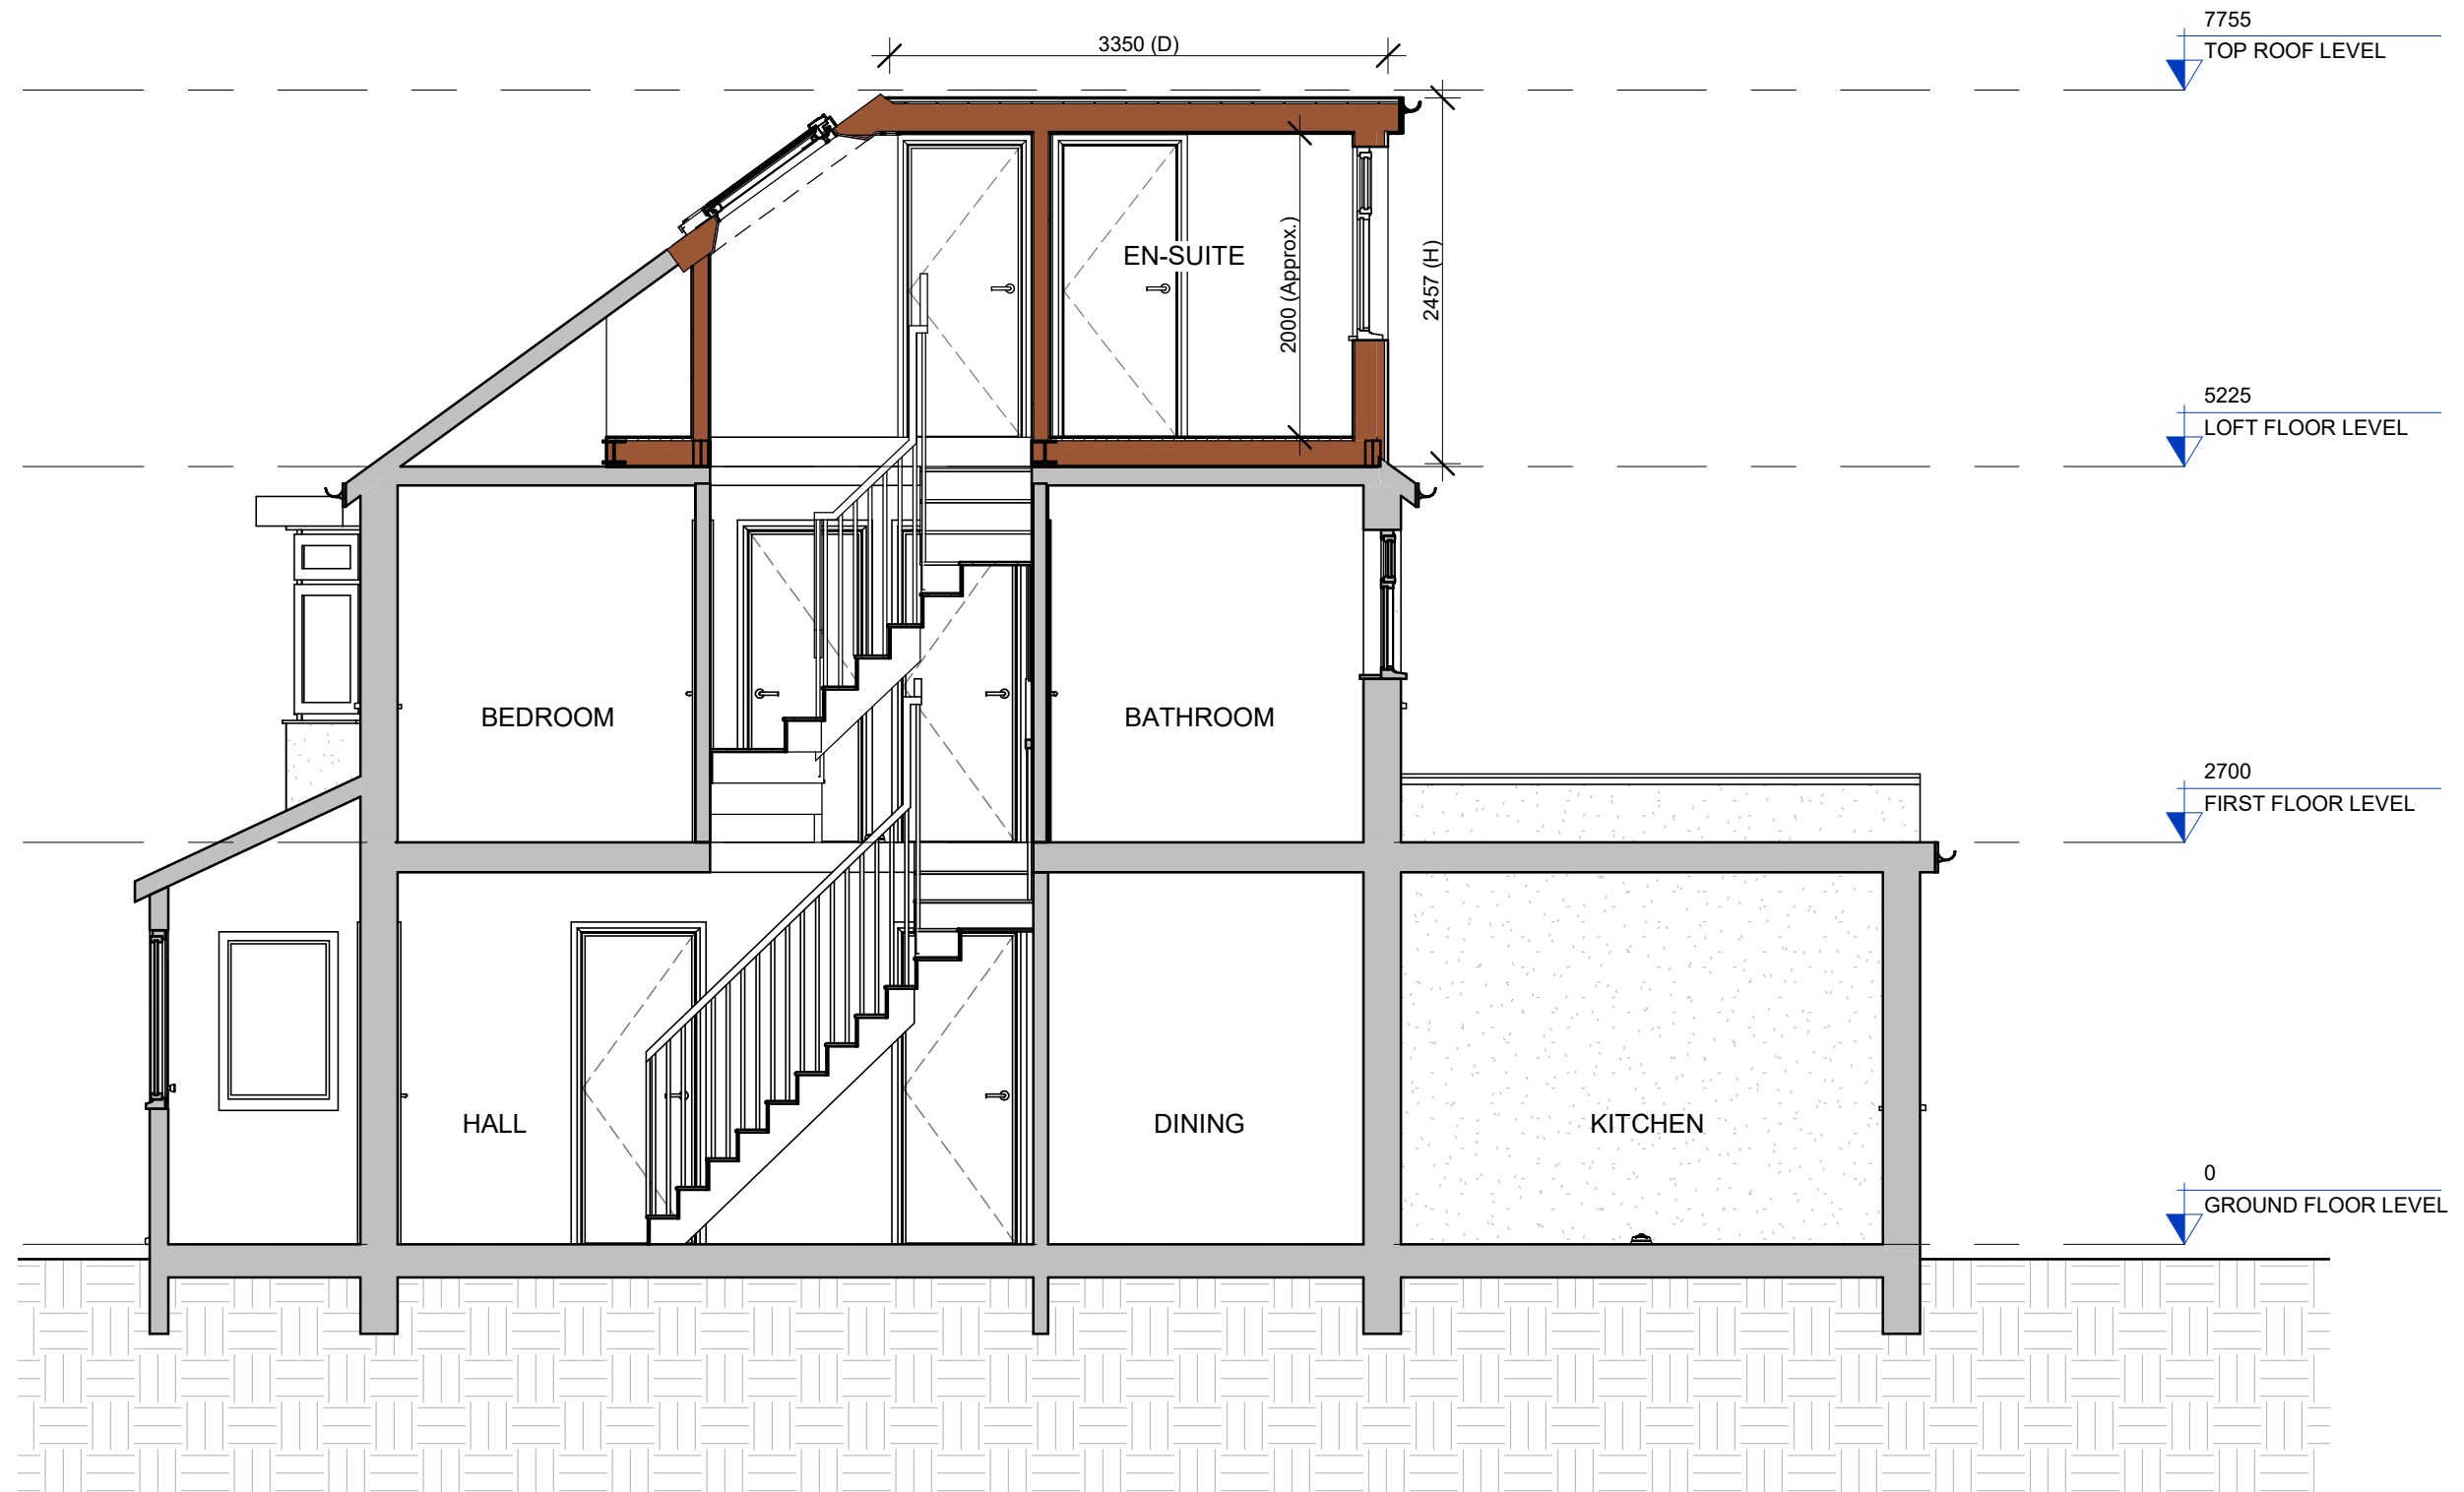 7755
TOP ROOF LEVEL
3350 (D)
EN-SUITE
2000 (Approx.)
2457 (H)
5225
LOFT FLOOR LEVEL
BEDROOM
BATHROOM
2700
FIRST FLOOR LEVEL
HALL
DINING
KITCHEN
0
GROUND FLOOR LEVEL